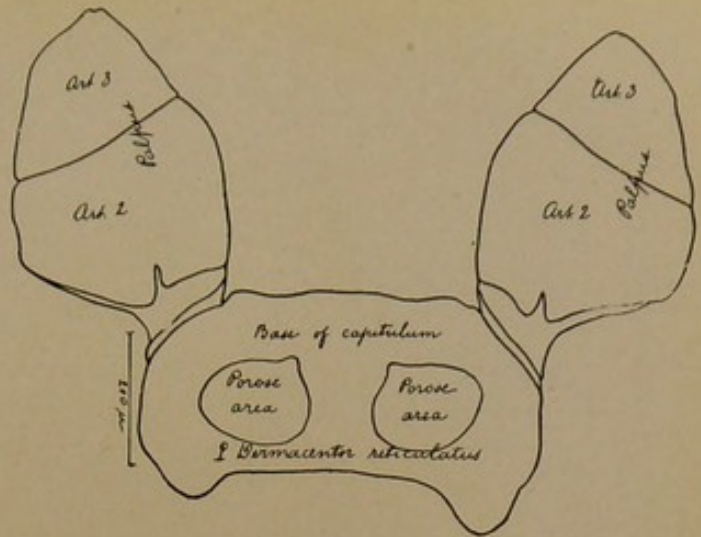 Art 3
Palpus
Art. 2
Art. 3
Palpus
Art 2
Base of capitulum
Porose
area
Porose
area
♀ Dermacentor reticulatus
200 μ